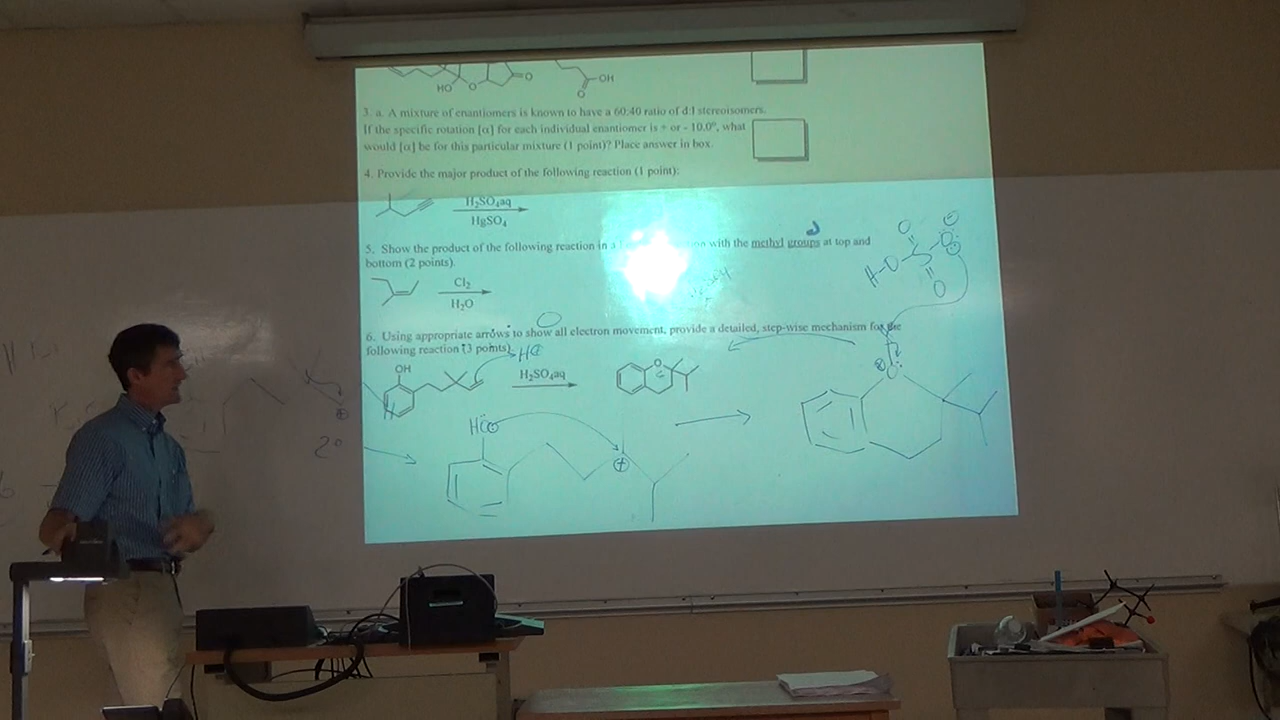 HO O O OH
O
3. a. A mixture of enantiomers is known to have a 60:40 ratio of d:l stereoisomers.
If the specific rotation [α] for each individual enantiomer is + or - 10.0º, what
would [α] be for this particular mixture (1 point)? Place answer in box.
4. Provide the major product of the following reaction (1 point):
H₂SO₄aq
HgSO₄
5. Show the product of the following reaction in a with the methyl groups at top and
bottom (2 points).
Cl₂
H₂O
6. Using appropriate arrows to show all electron movement, provide a detailed, step-wise mechanism for the
following reaction (3 points).
H⊕
OH
H₂SO₄aq
O
H-O S O O O
HO
⊕
O
H
2°